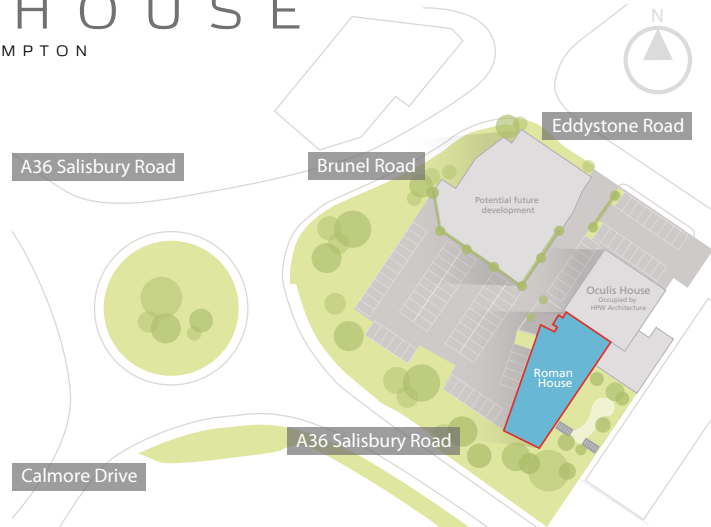 HOUSE
MPTON
N
Eddystone Road
A36 Salisbury Road
Brunel Road
Potential future
development
Oculis House
Occupied by
HPW Architecture
Roman
House
A36 Salisbury Road
Calmore Drive